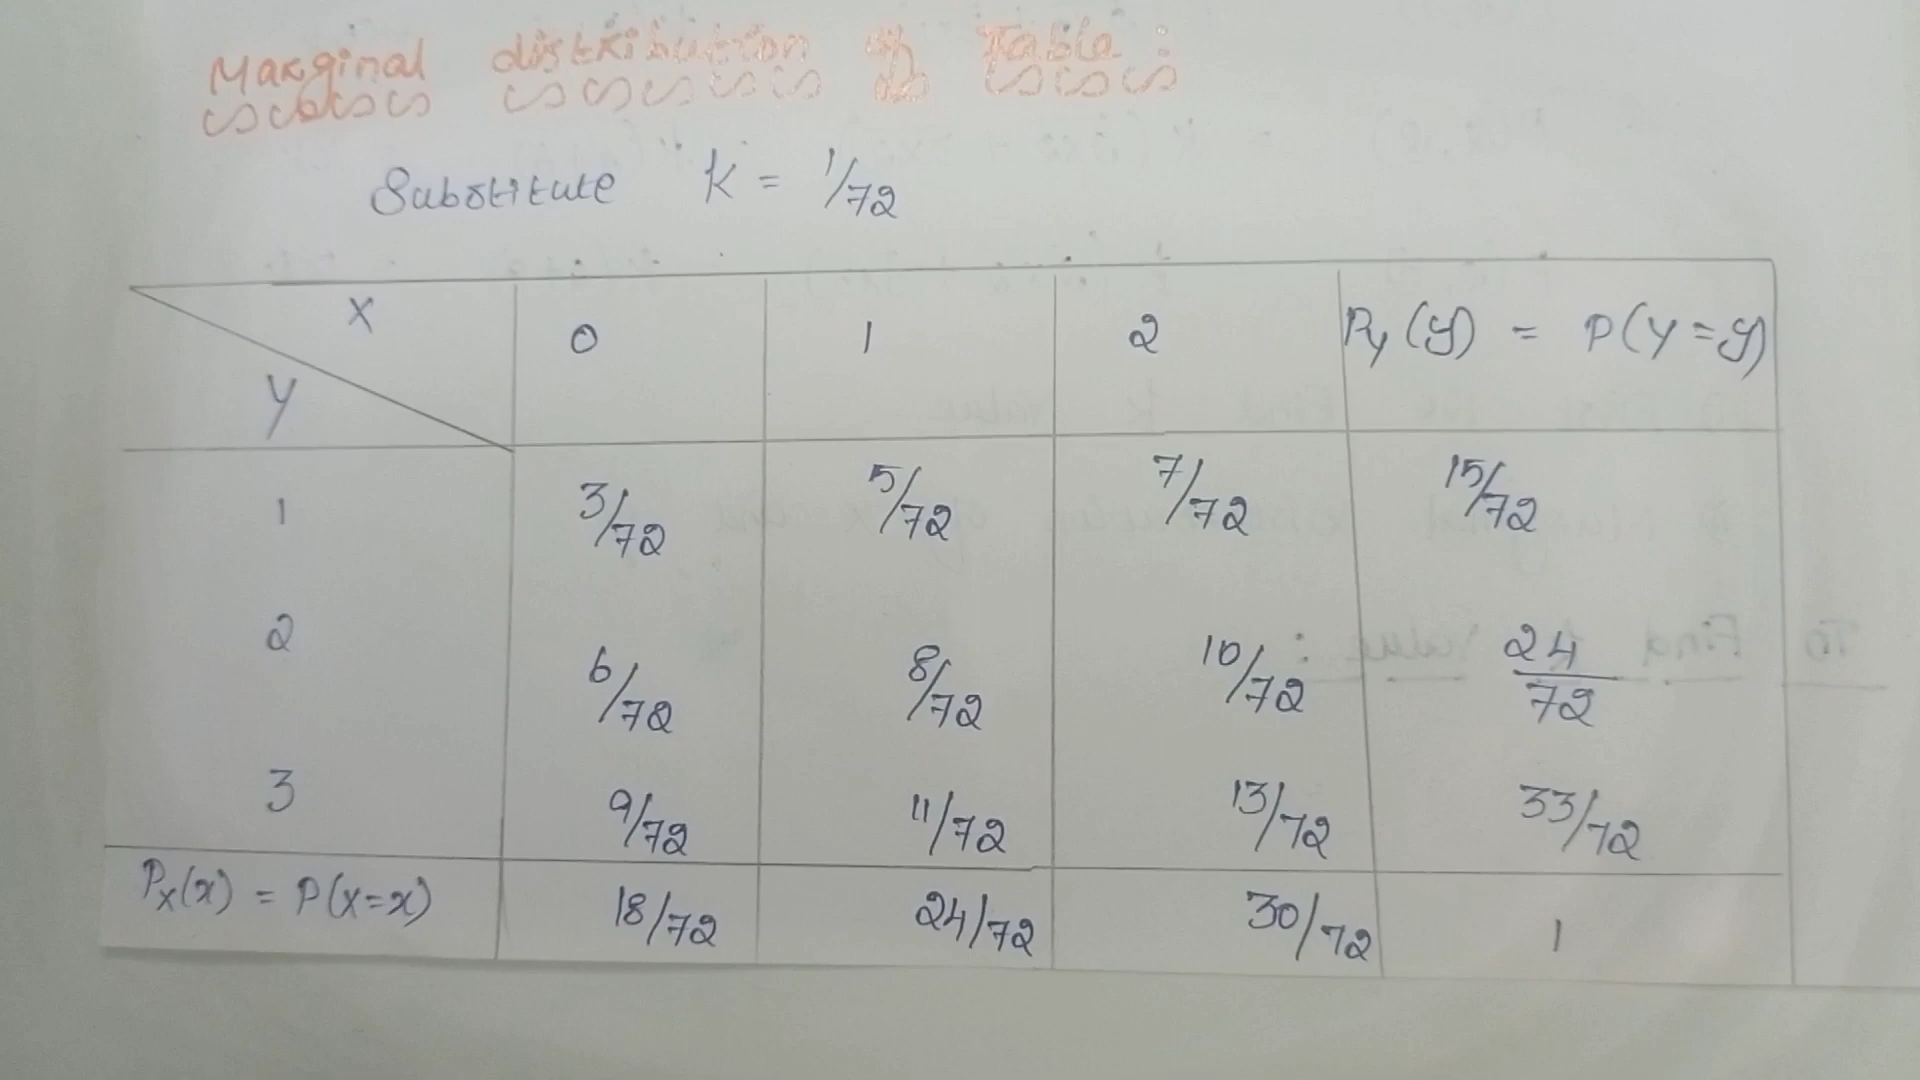 Marginal distribution of Table :
Substitute K = 1/72
X 0 1 2 Py (y) = P(Y=y)
Y
1 3/72 5/72 7/72 15/72
2 6/72 8/72 10/72 24/72
3 9/72 11/72 13/72 33/72
Px(x) = P(X=x) 18/72 24/72 30/72 1